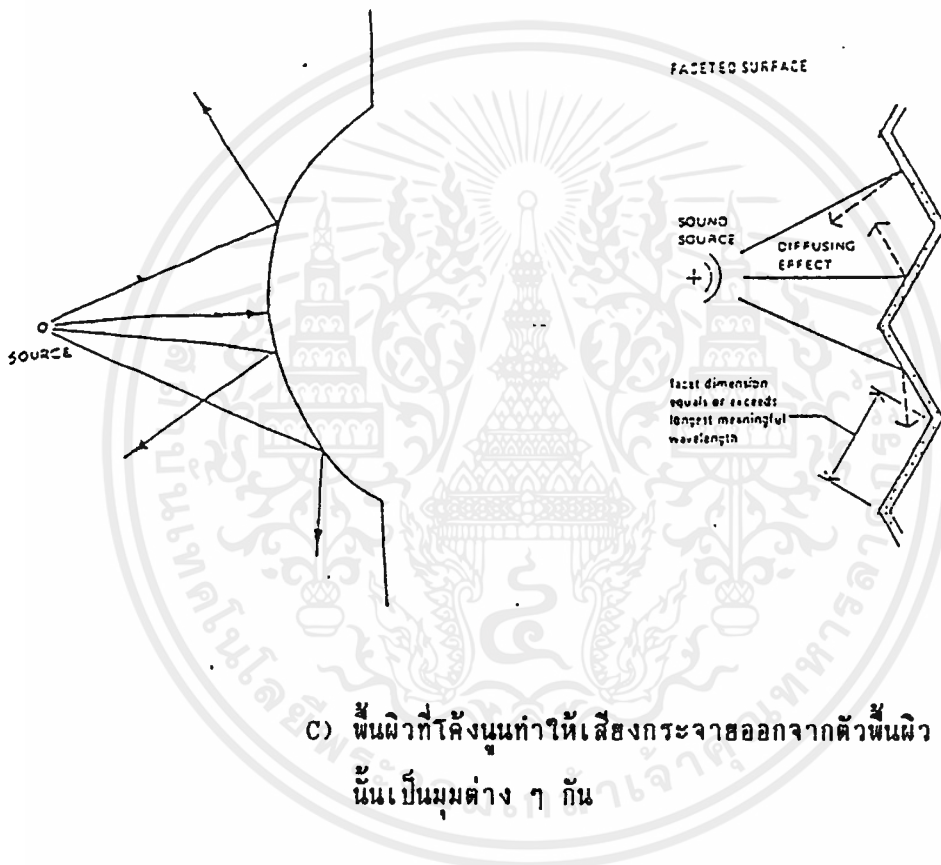 FACETED SURFACE
SOUND
SOURCE
DIFFUSING
EFFECT
SOURCE
facet dimension
equals or exceeds
longest meaningful
wavelength
C) พื้นผิวที่โค้งนูนทำให้เสียงกระจายออกจากตัวพื้นผิว
นั้นเป็นมุมต่าง ๆ กัน